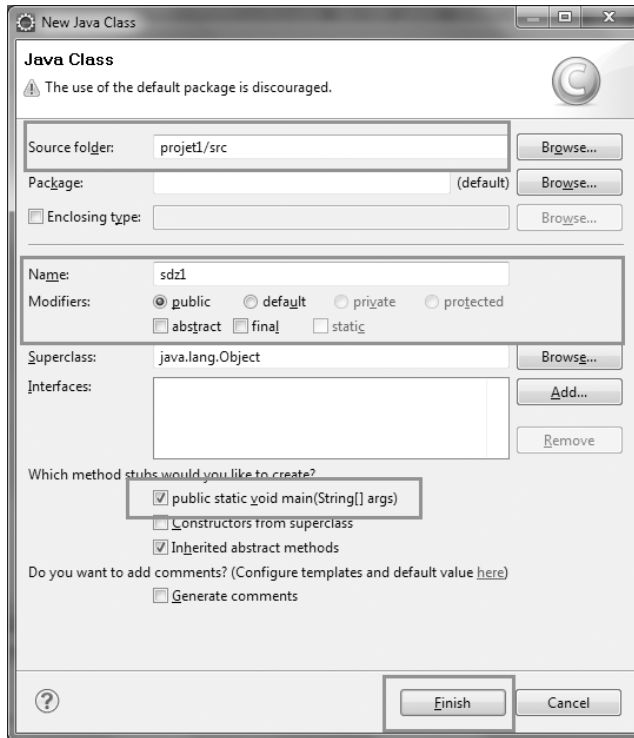 New Java Class
Java Class
The use of the default package is discouraged.
Source folder: projet1/src Browse...
Package: (default) Browse...
Enclosing type: Browse...
Name: sdz1
Modifiers: public default private protected
abstract final static
Superclass: java.lang.Object Browse...
Interfaces: Add...
Remove
Which method stubs would you like to create?
public static void main(String[] args)
Constructors from superclass
Inherited abstract methods
Do you want to add comments? (Configure templates and default value here)
Generate comments
? Finish Cancel